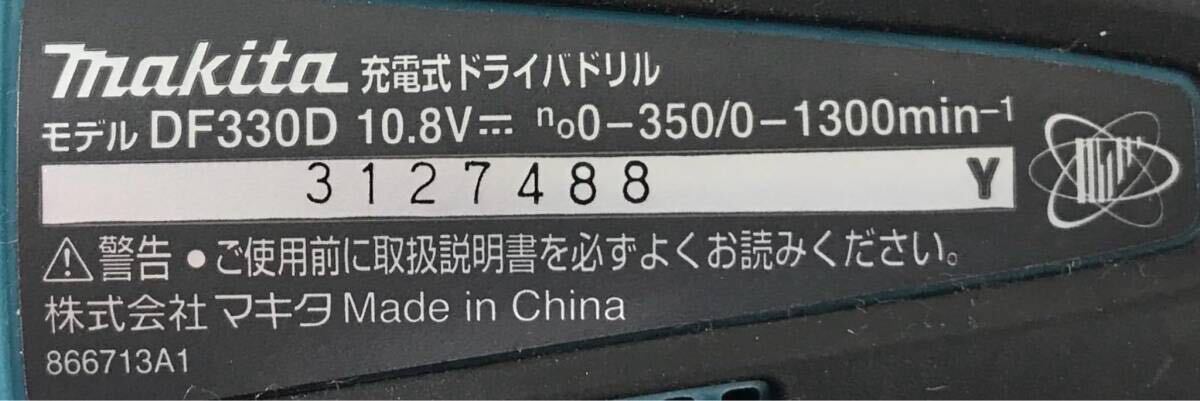 makita 充電式ドライバドリル
モデル DF330D 10.8V⎓ n₀0-350/0-1300min⁻¹
3127488 Y
⚠警告 ●ご使用前に取扱説明書を必ずよくお読みください。
株式会社 マキタ Made in China
866713A1